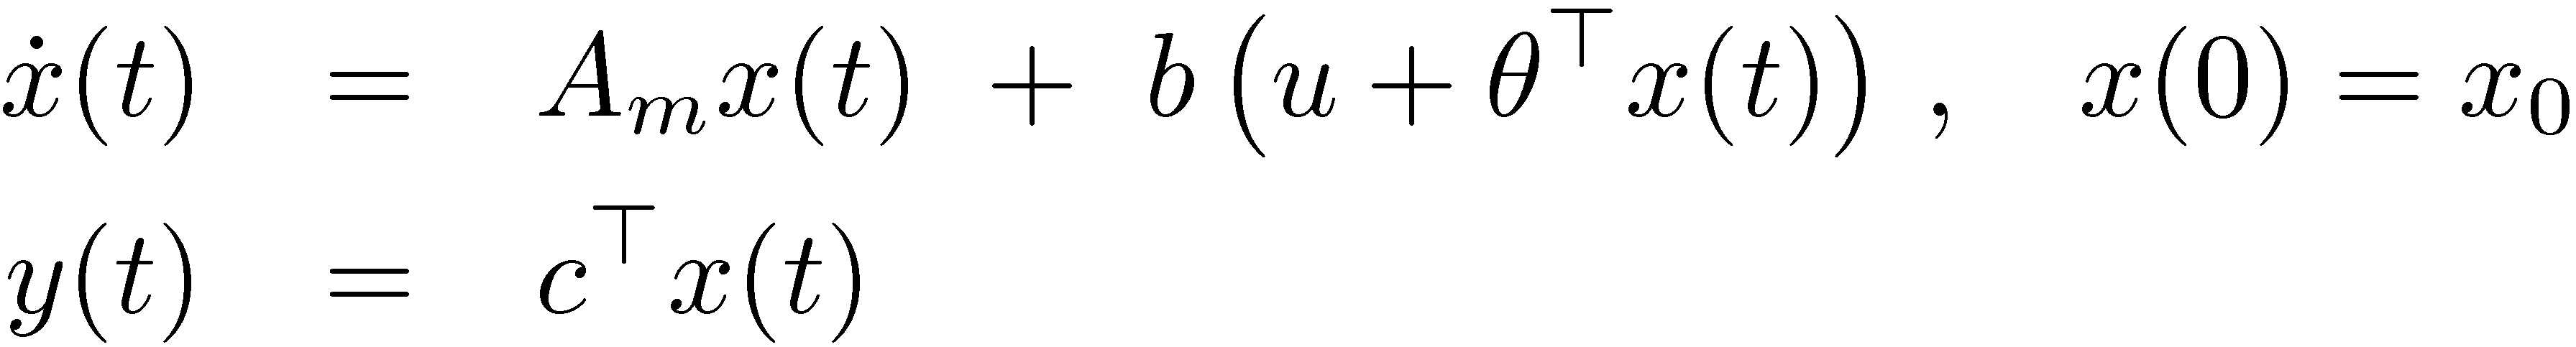 ẋ(t) = A_m x(t) + b (u + θ^⊤ x(t)) , x(0) = x_0
y(t) = c^⊤ x(t)